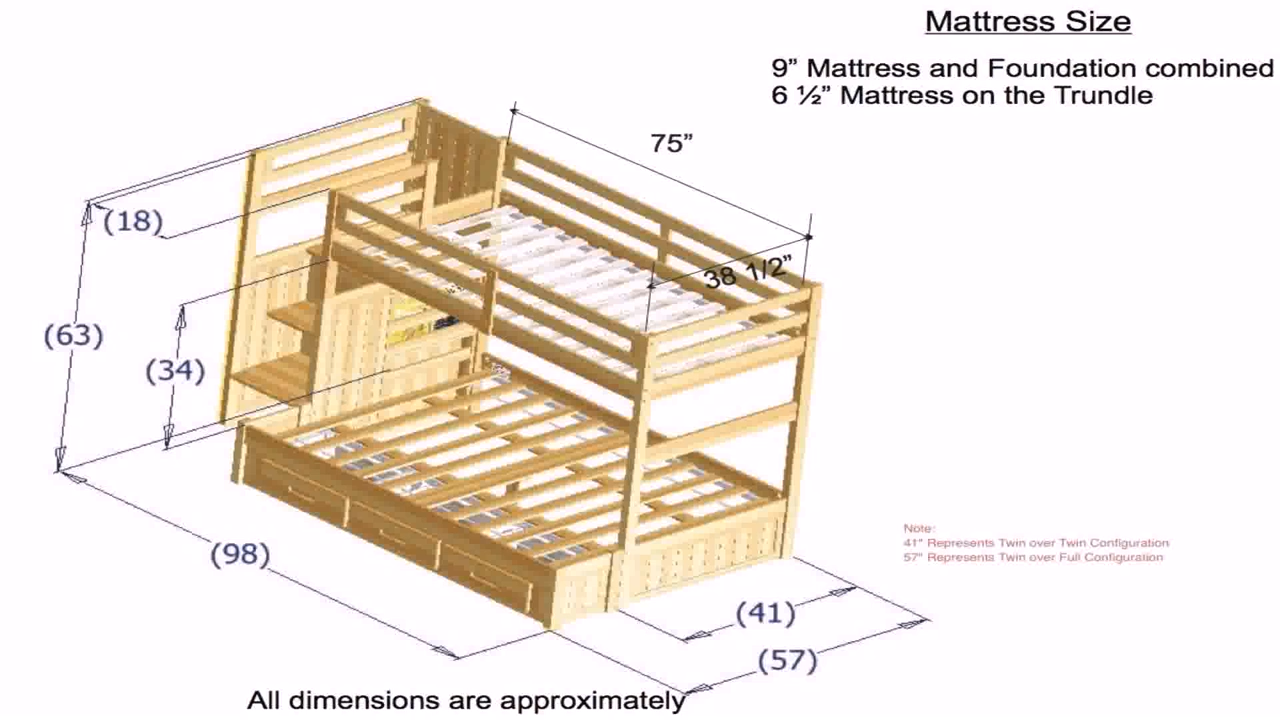 Mattress Size
9” Mattress and Foundation combined
6 ½” Mattress on the Trundle
75”
(18)
38 1/2”
(63)
(34)
Note:
41" Represents Twin over Twin Configuration
57" Represents Twin over Full Configuration
(98)
(41)
(57)
All dimensions are approximately